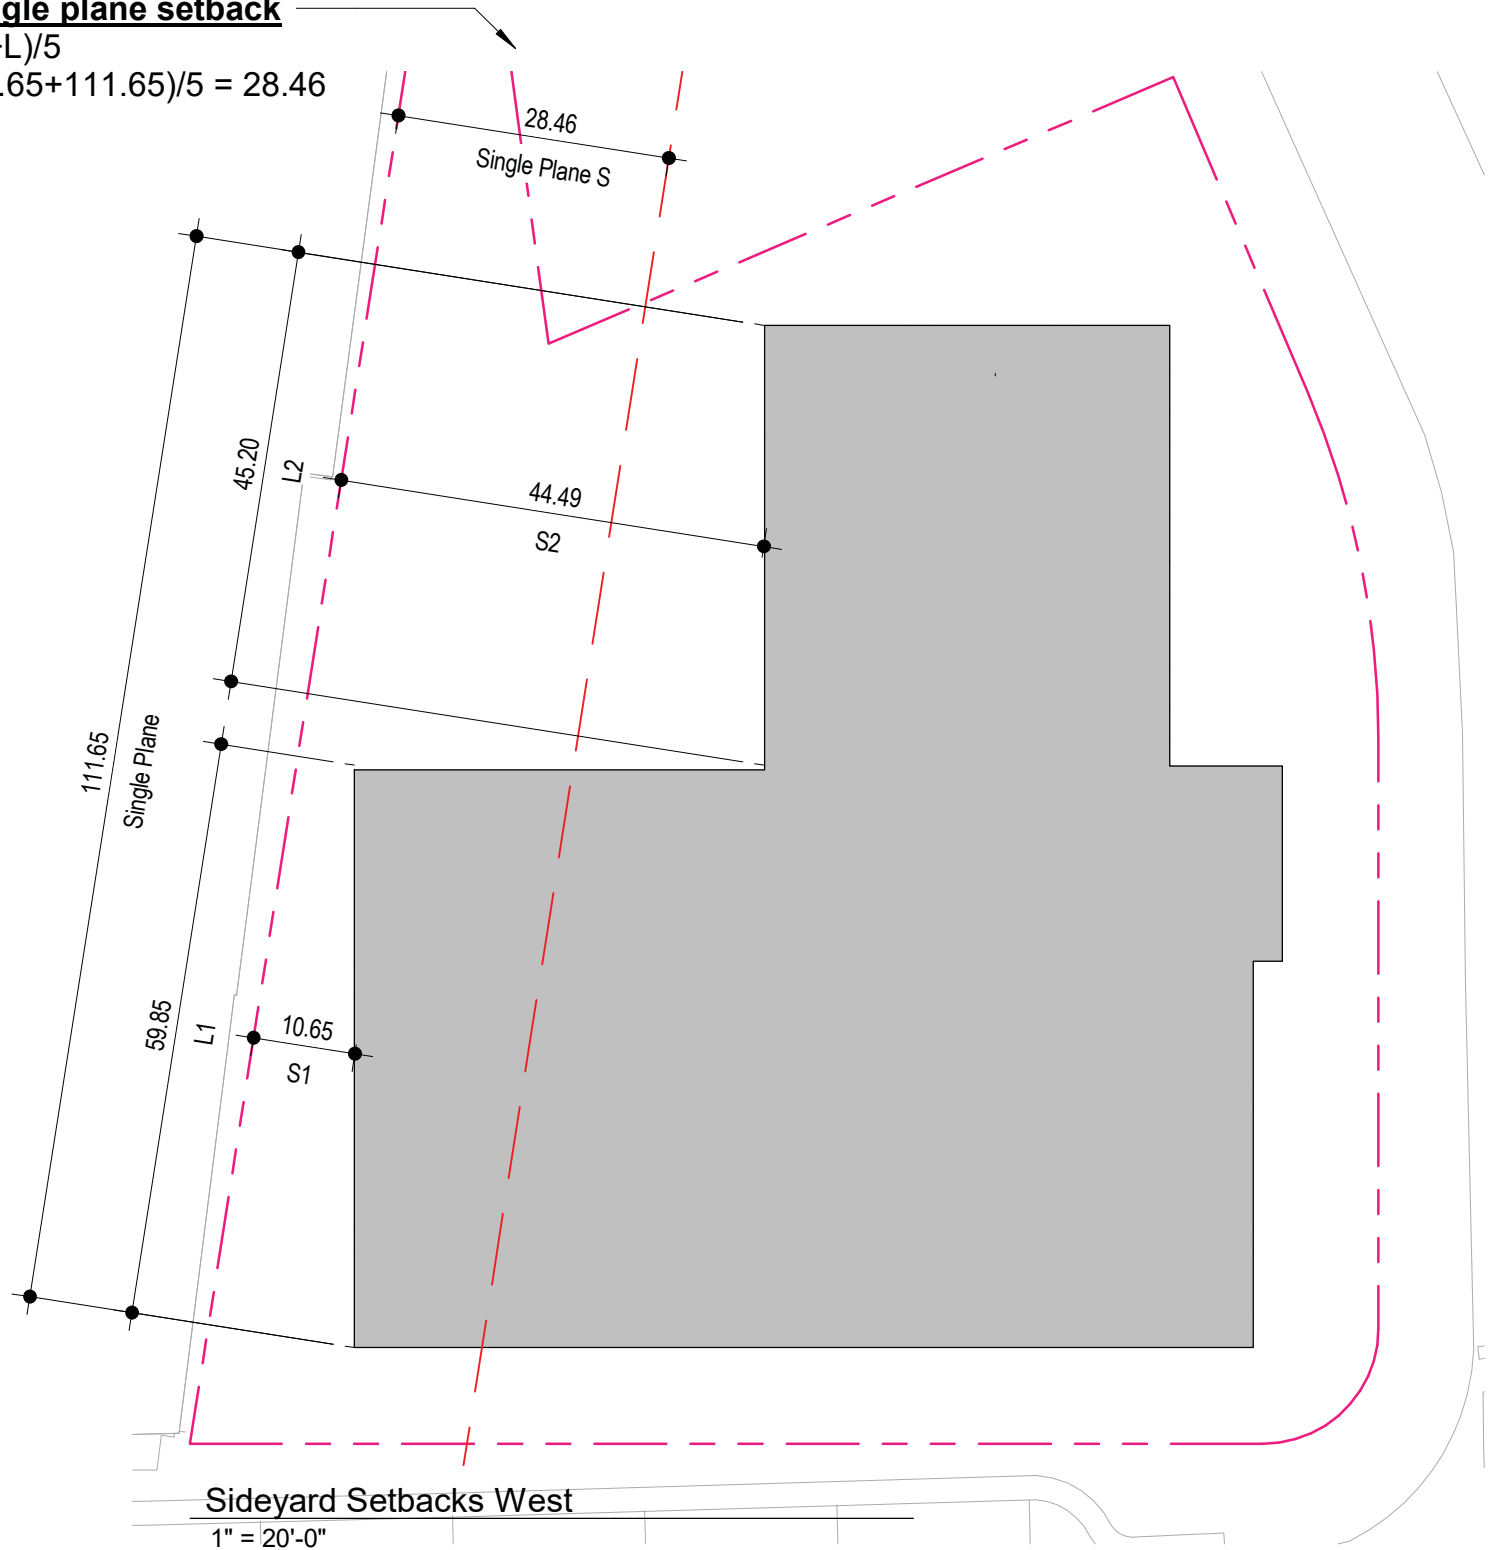 gle plane setback
L)/5
.65+111.65)/5 = 28.46
28.46
Single Plane S
45.20
L2
44.49
S2
111.65
Single Plane
59.85
L1
10.65
S1
Sideyard Setbacks West
1" = 20'-0"